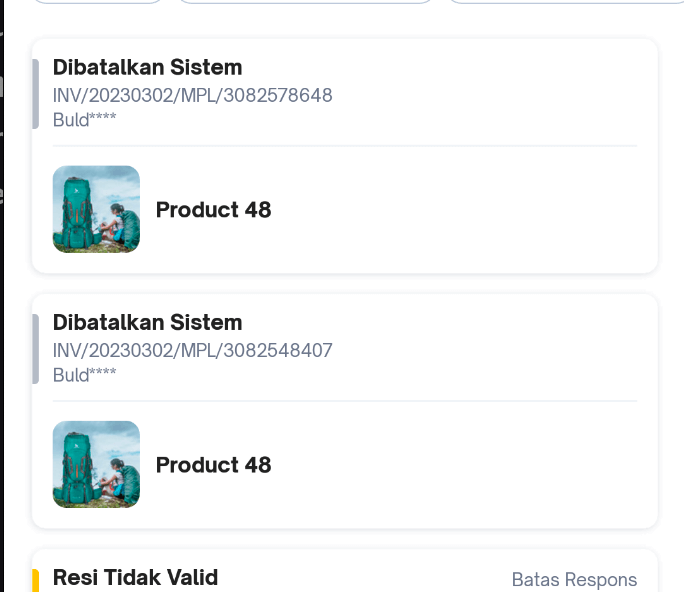 Dibatalkan Sistem
INV/20230302/MPL/3082578648
Buld****
Product 48
Dibatalkan Sistem
INV/20230302/MPL/3082548407
Buld****
Product 48
Resi Tidak Valid
Batas Respons